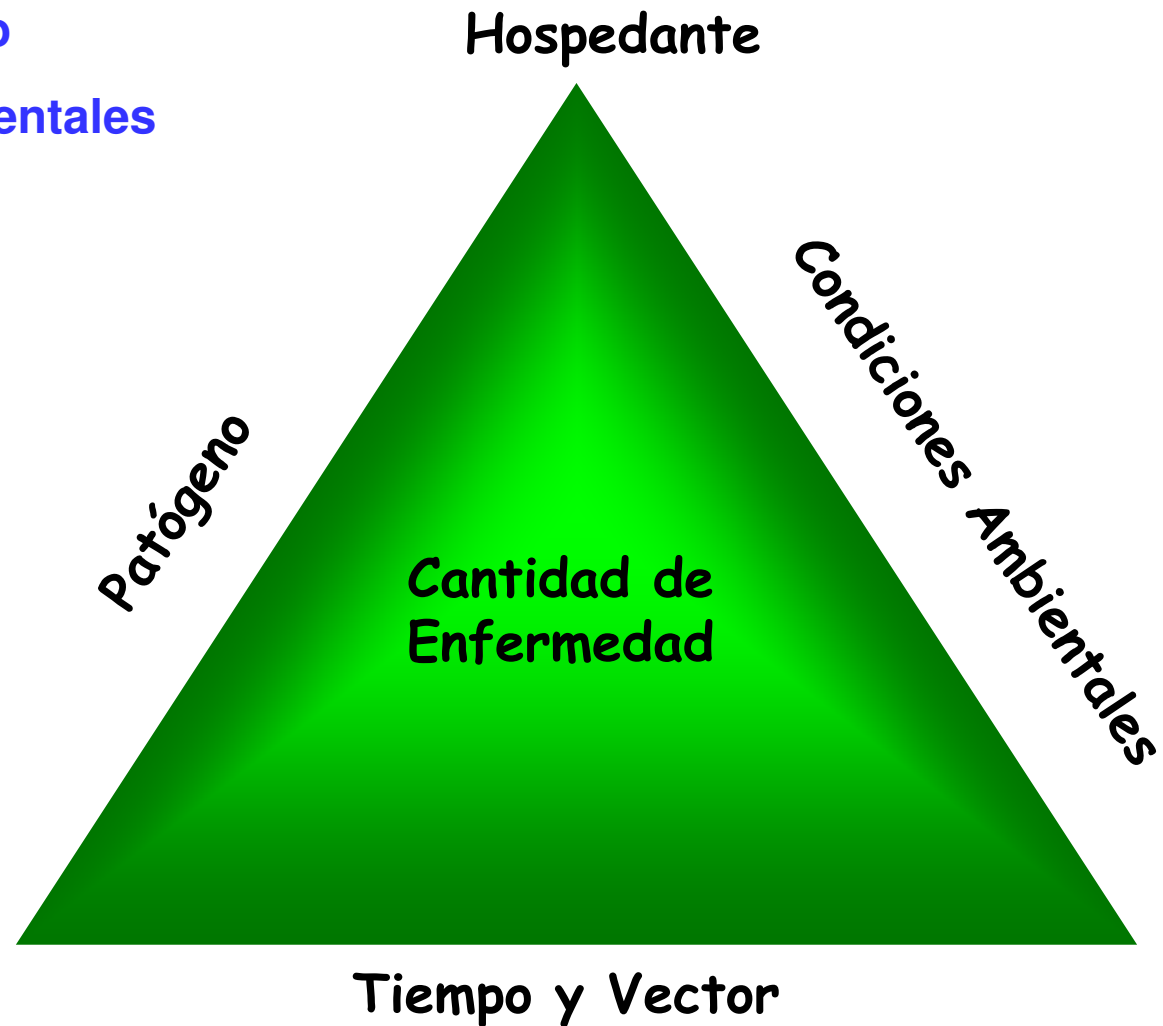 o
entales
Hospedante
Patógeno
Condiciones Ambientales
Cantidad de
Enfermedad
Tiempo y Vector